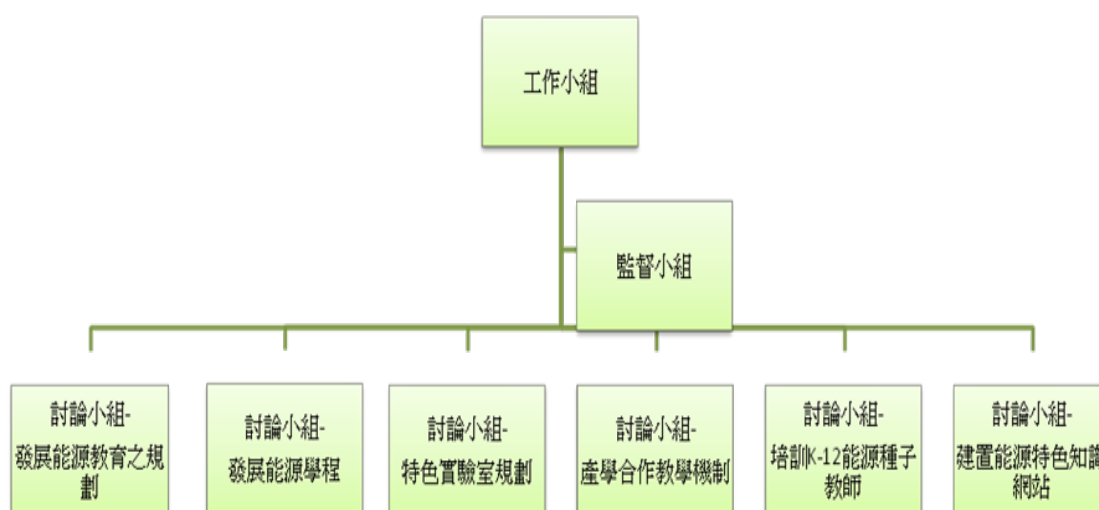 工作小組
監督小組
討論小組-
發展能源教育之規
劃
討論小組-
發展能源學程
討論小組-
特色實驗室規劃
討論小組-
產學合作教學機制
討論小組-
培訓K-12能源種子
教師
討論小組-
建置能源特色知識
網站